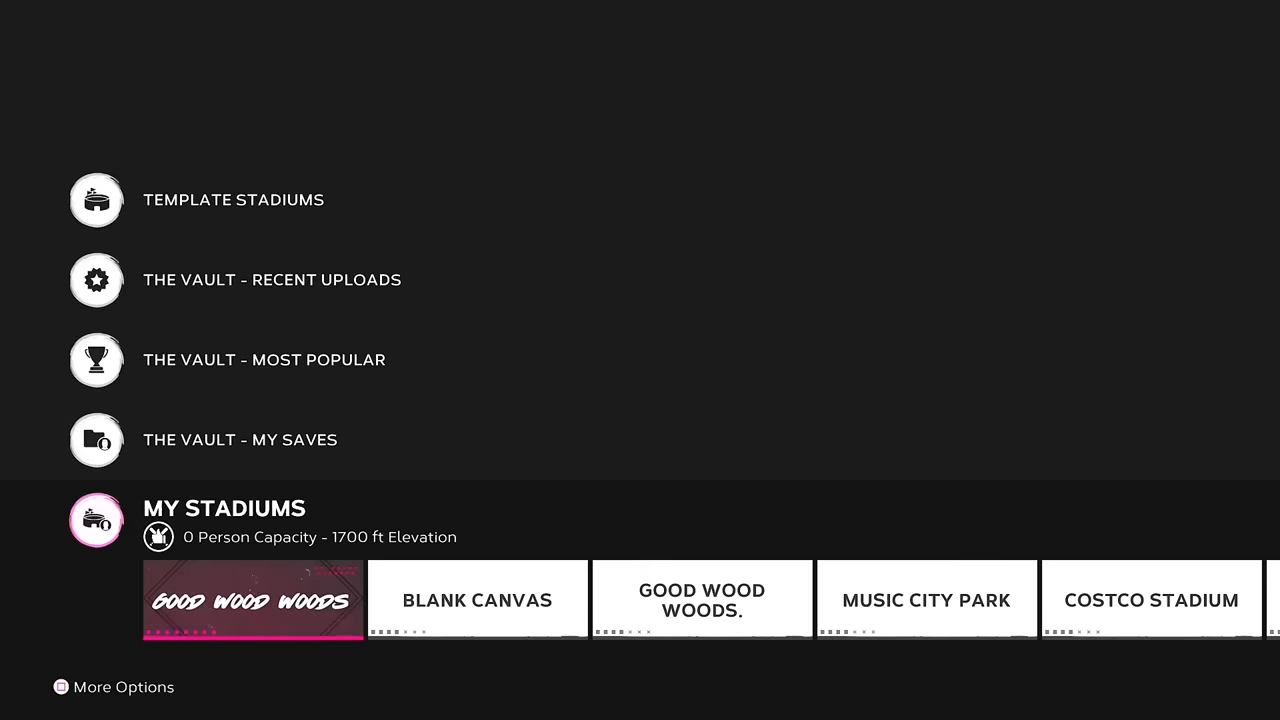 TEMPLATE STADIUMS
THE VAULT - RECENT UPLOADS
THE VAULT - MOST POPULAR
THE VAULT - MY SAVES
MY STADIUMS
0 Person Capacity - 1700 ft Elevation
GOOD WOOD WOODS
BLANK CANVAS
GOOD WOOD
WOODS.
MUSIC CITY PARK
COSTCO STADIUM
More Options